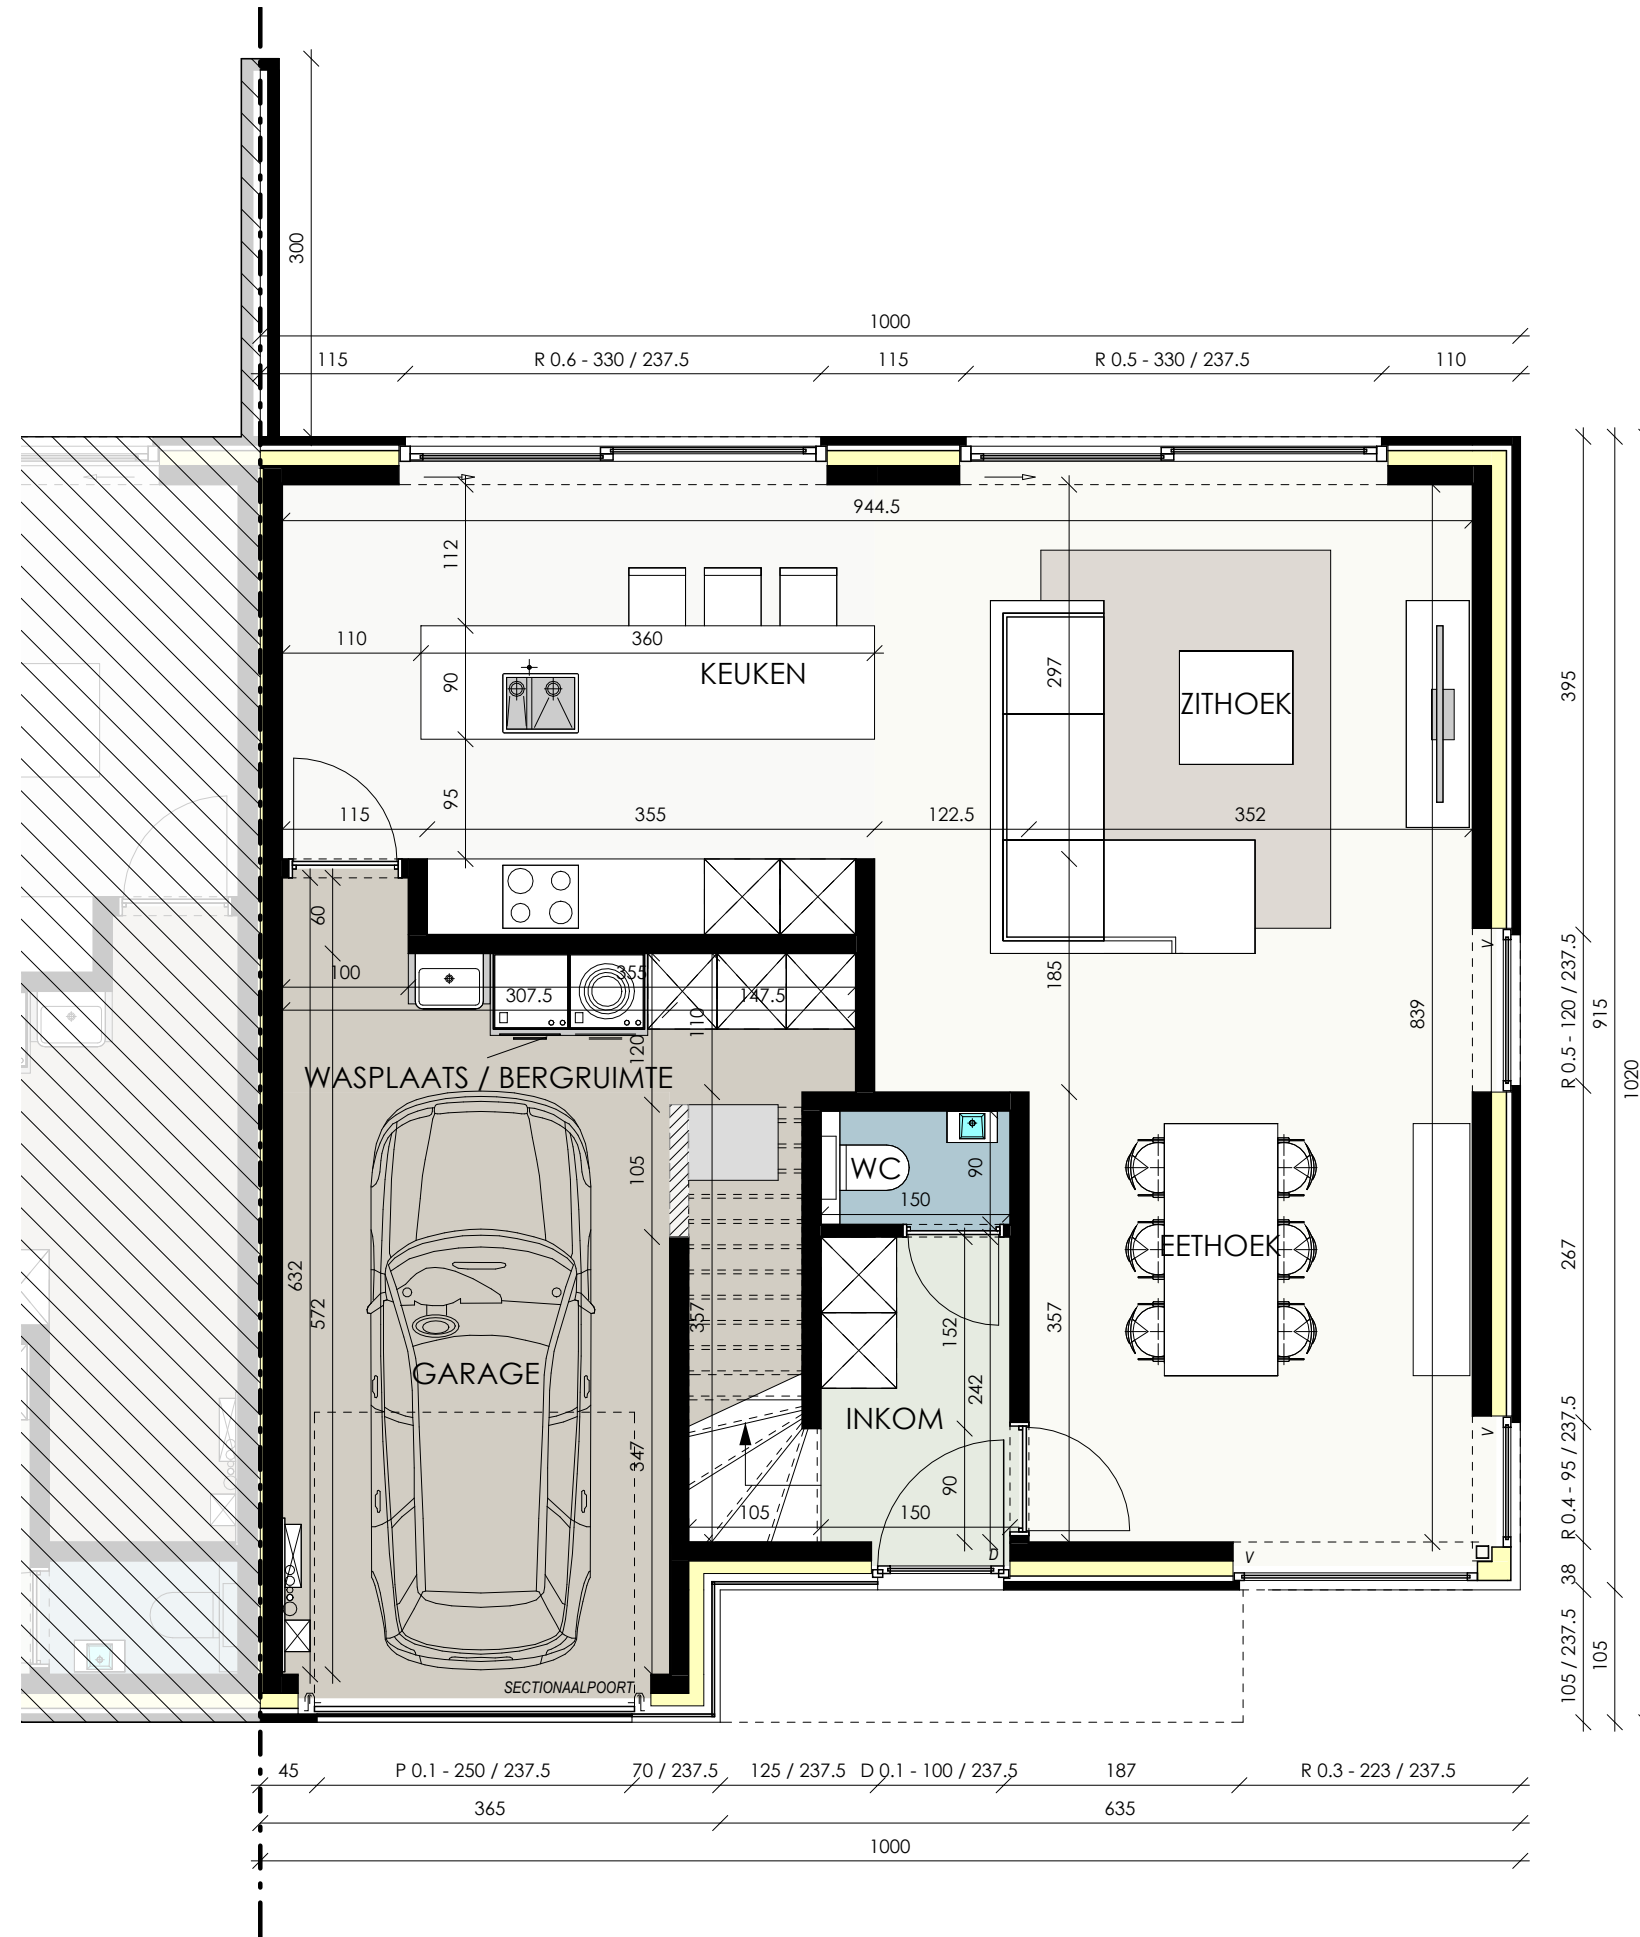 300
1000
115
R 0.6 - 330 / 237.5
115
R 0.5 - 330 / 237.5
110
944.5
112
110
360
KEUKEN
90
297
ZITHOEK
395
95
115
355
122.5
352
60
100
355
307.5
147.5
110
120
185
839
R 0.5 - 120 / 237.5
915
1020
V
WASPLAATS / BERGRUIMTE
105
WC
90
150
EETHOEK
267
632
572
357
152
357
GARAGE
242
INKOM
347
90
105
150
D
V
V
R 0.4 - 95 / 237.5
38
105 / 237.5
105
SECTIONAALPOORT
45
P 0.1 - 250 / 237.5
70 / 237.5
125 / 237.5
D 0.1 - 100 / 237.5
187
R 0.3 - 223 / 237.5
365
635
1000